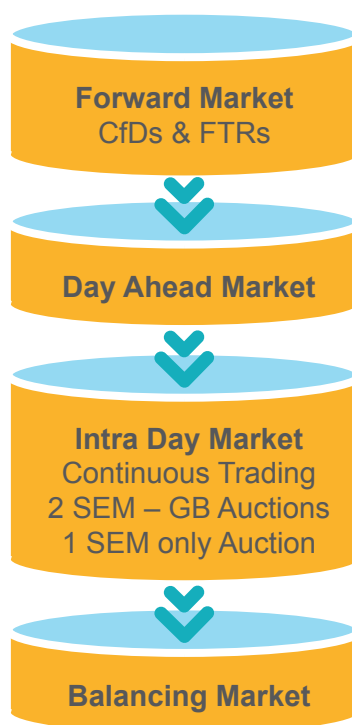 Forward Market
CfDs & FTRs
Day Ahead Market
Intra Day Market
Continuous Trading
2 SEM – GB Auctions
1 SEM only Auction
Balancing Market